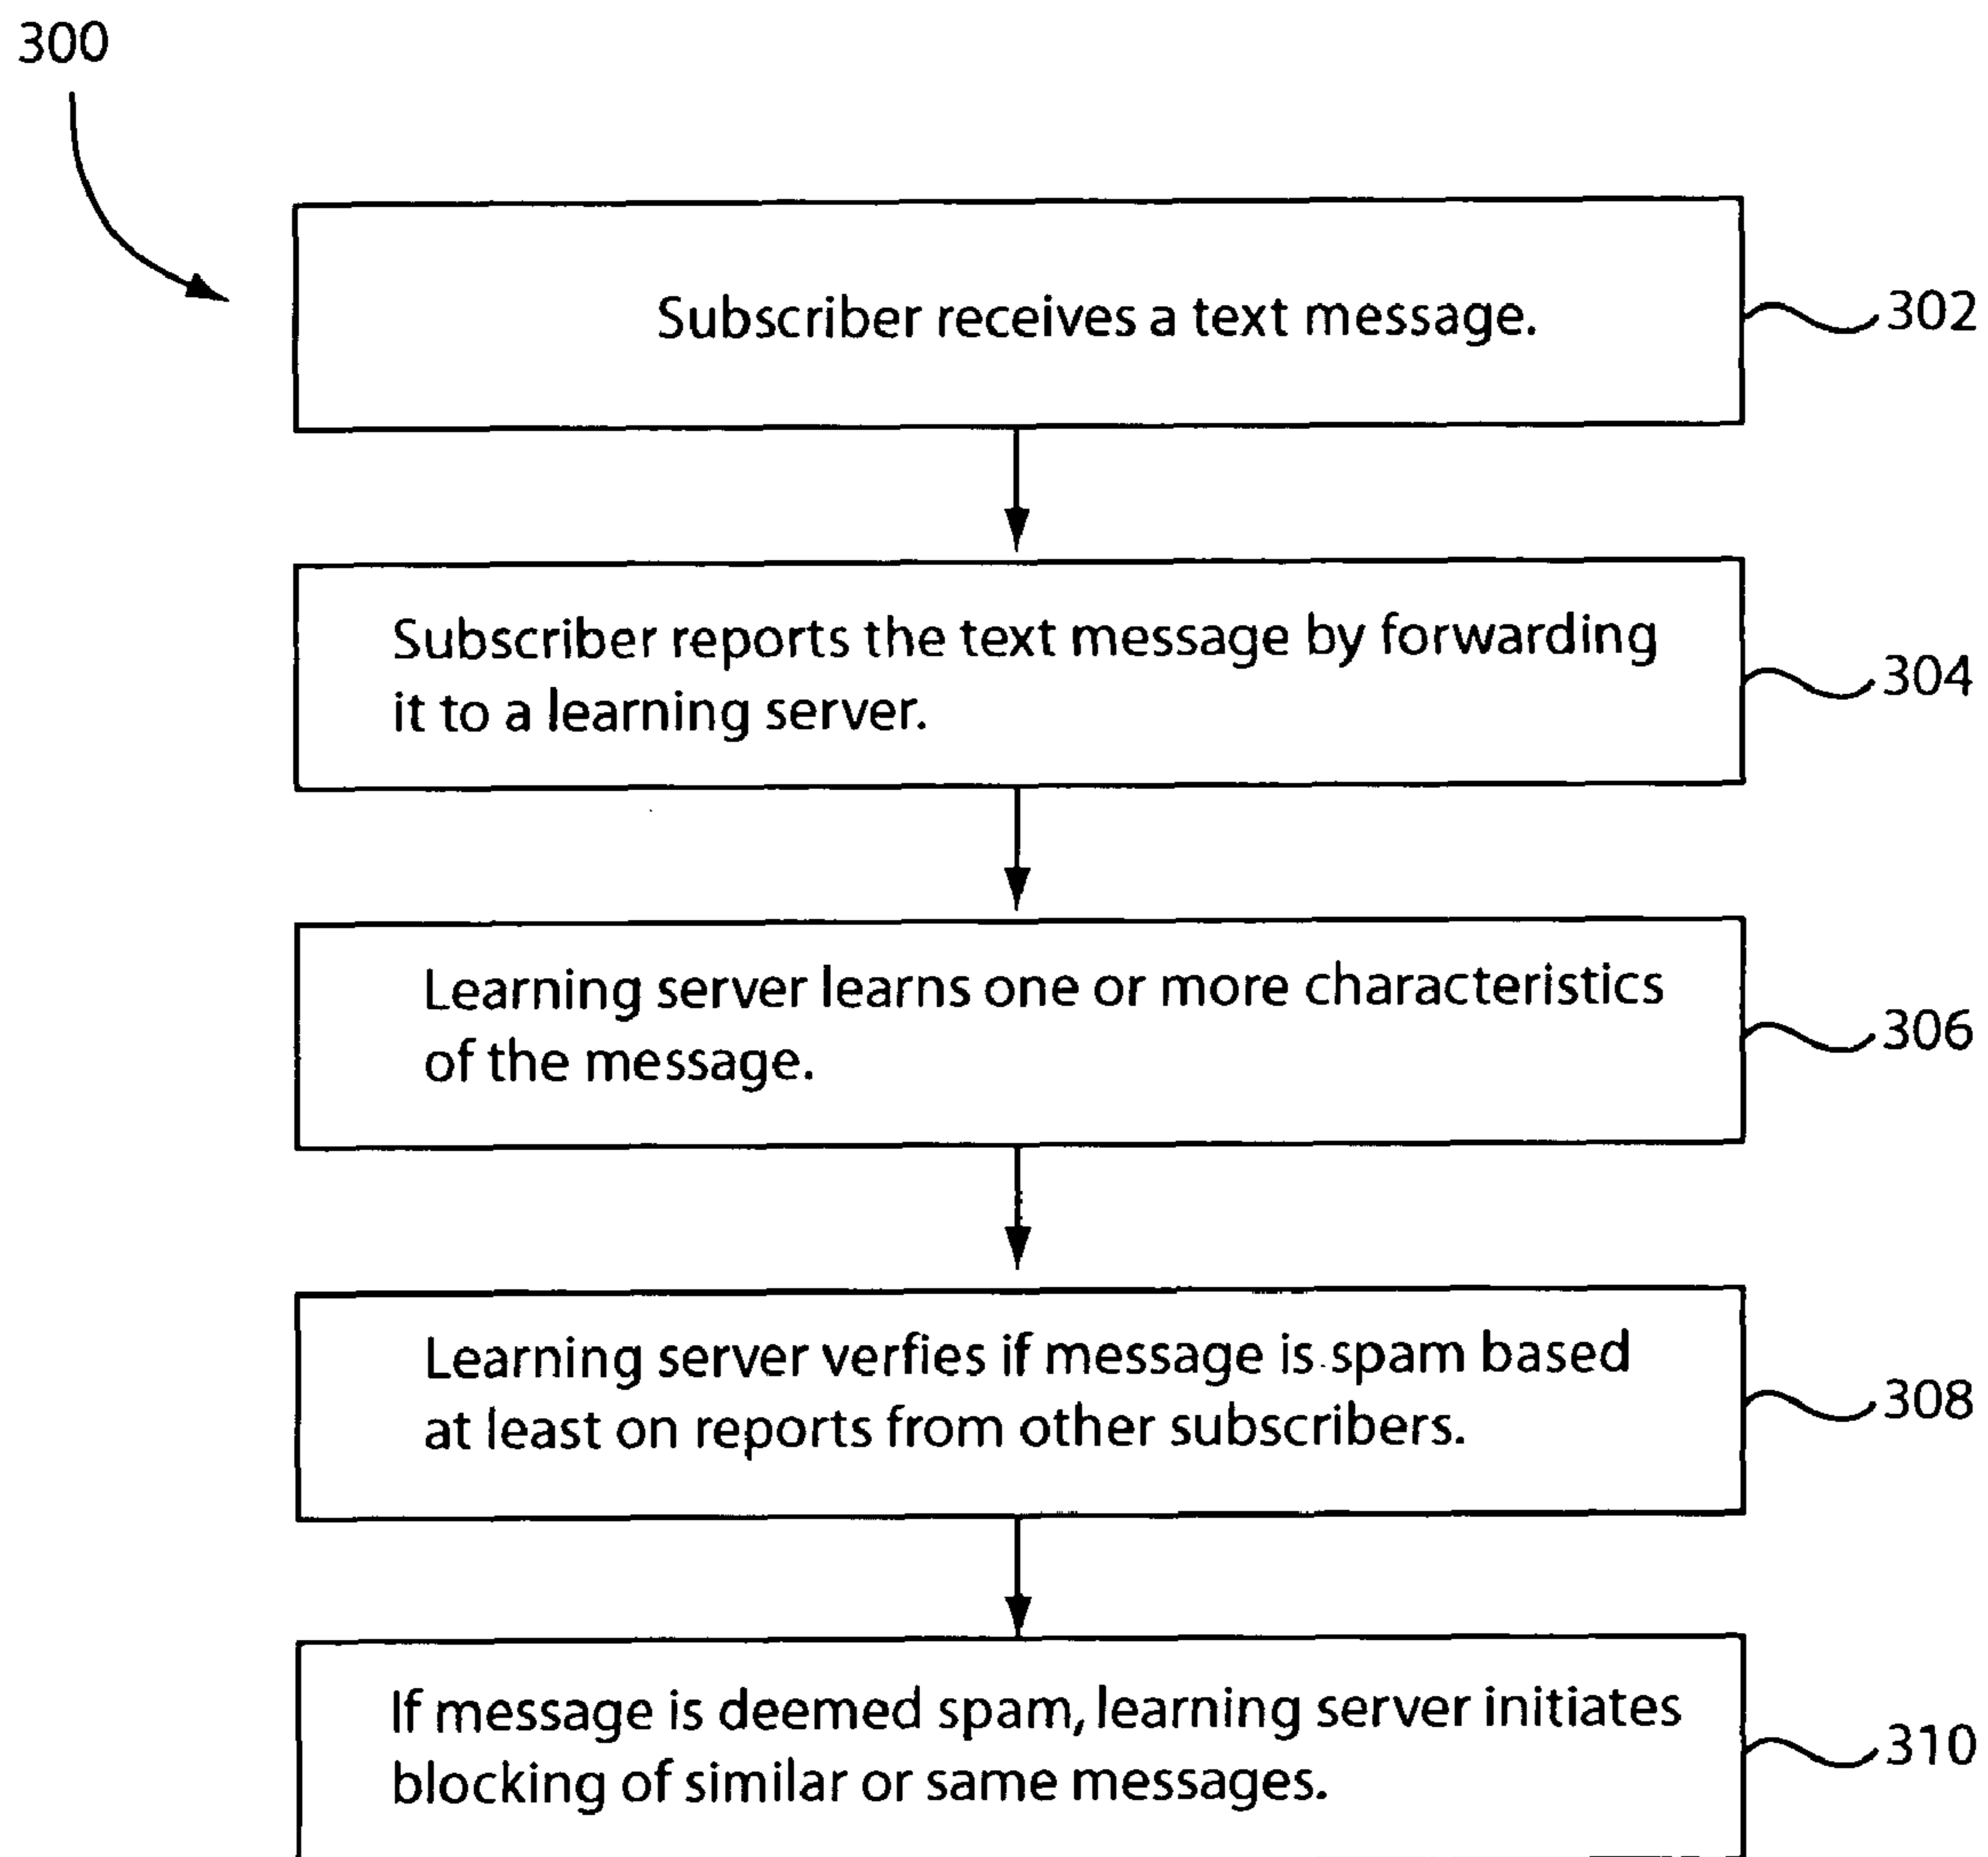 300
Subscriber receives a text message.
302
Subscriber reports the text message by forwarding
it to a learning server.
304
Learning server learns one or more characteristics
of the message.
306
Learning server verfies if message is spam based
at least on reports from other subscribers.
308
If message is deemed spam, learning server initiates
blocking of similar or same messages.
310